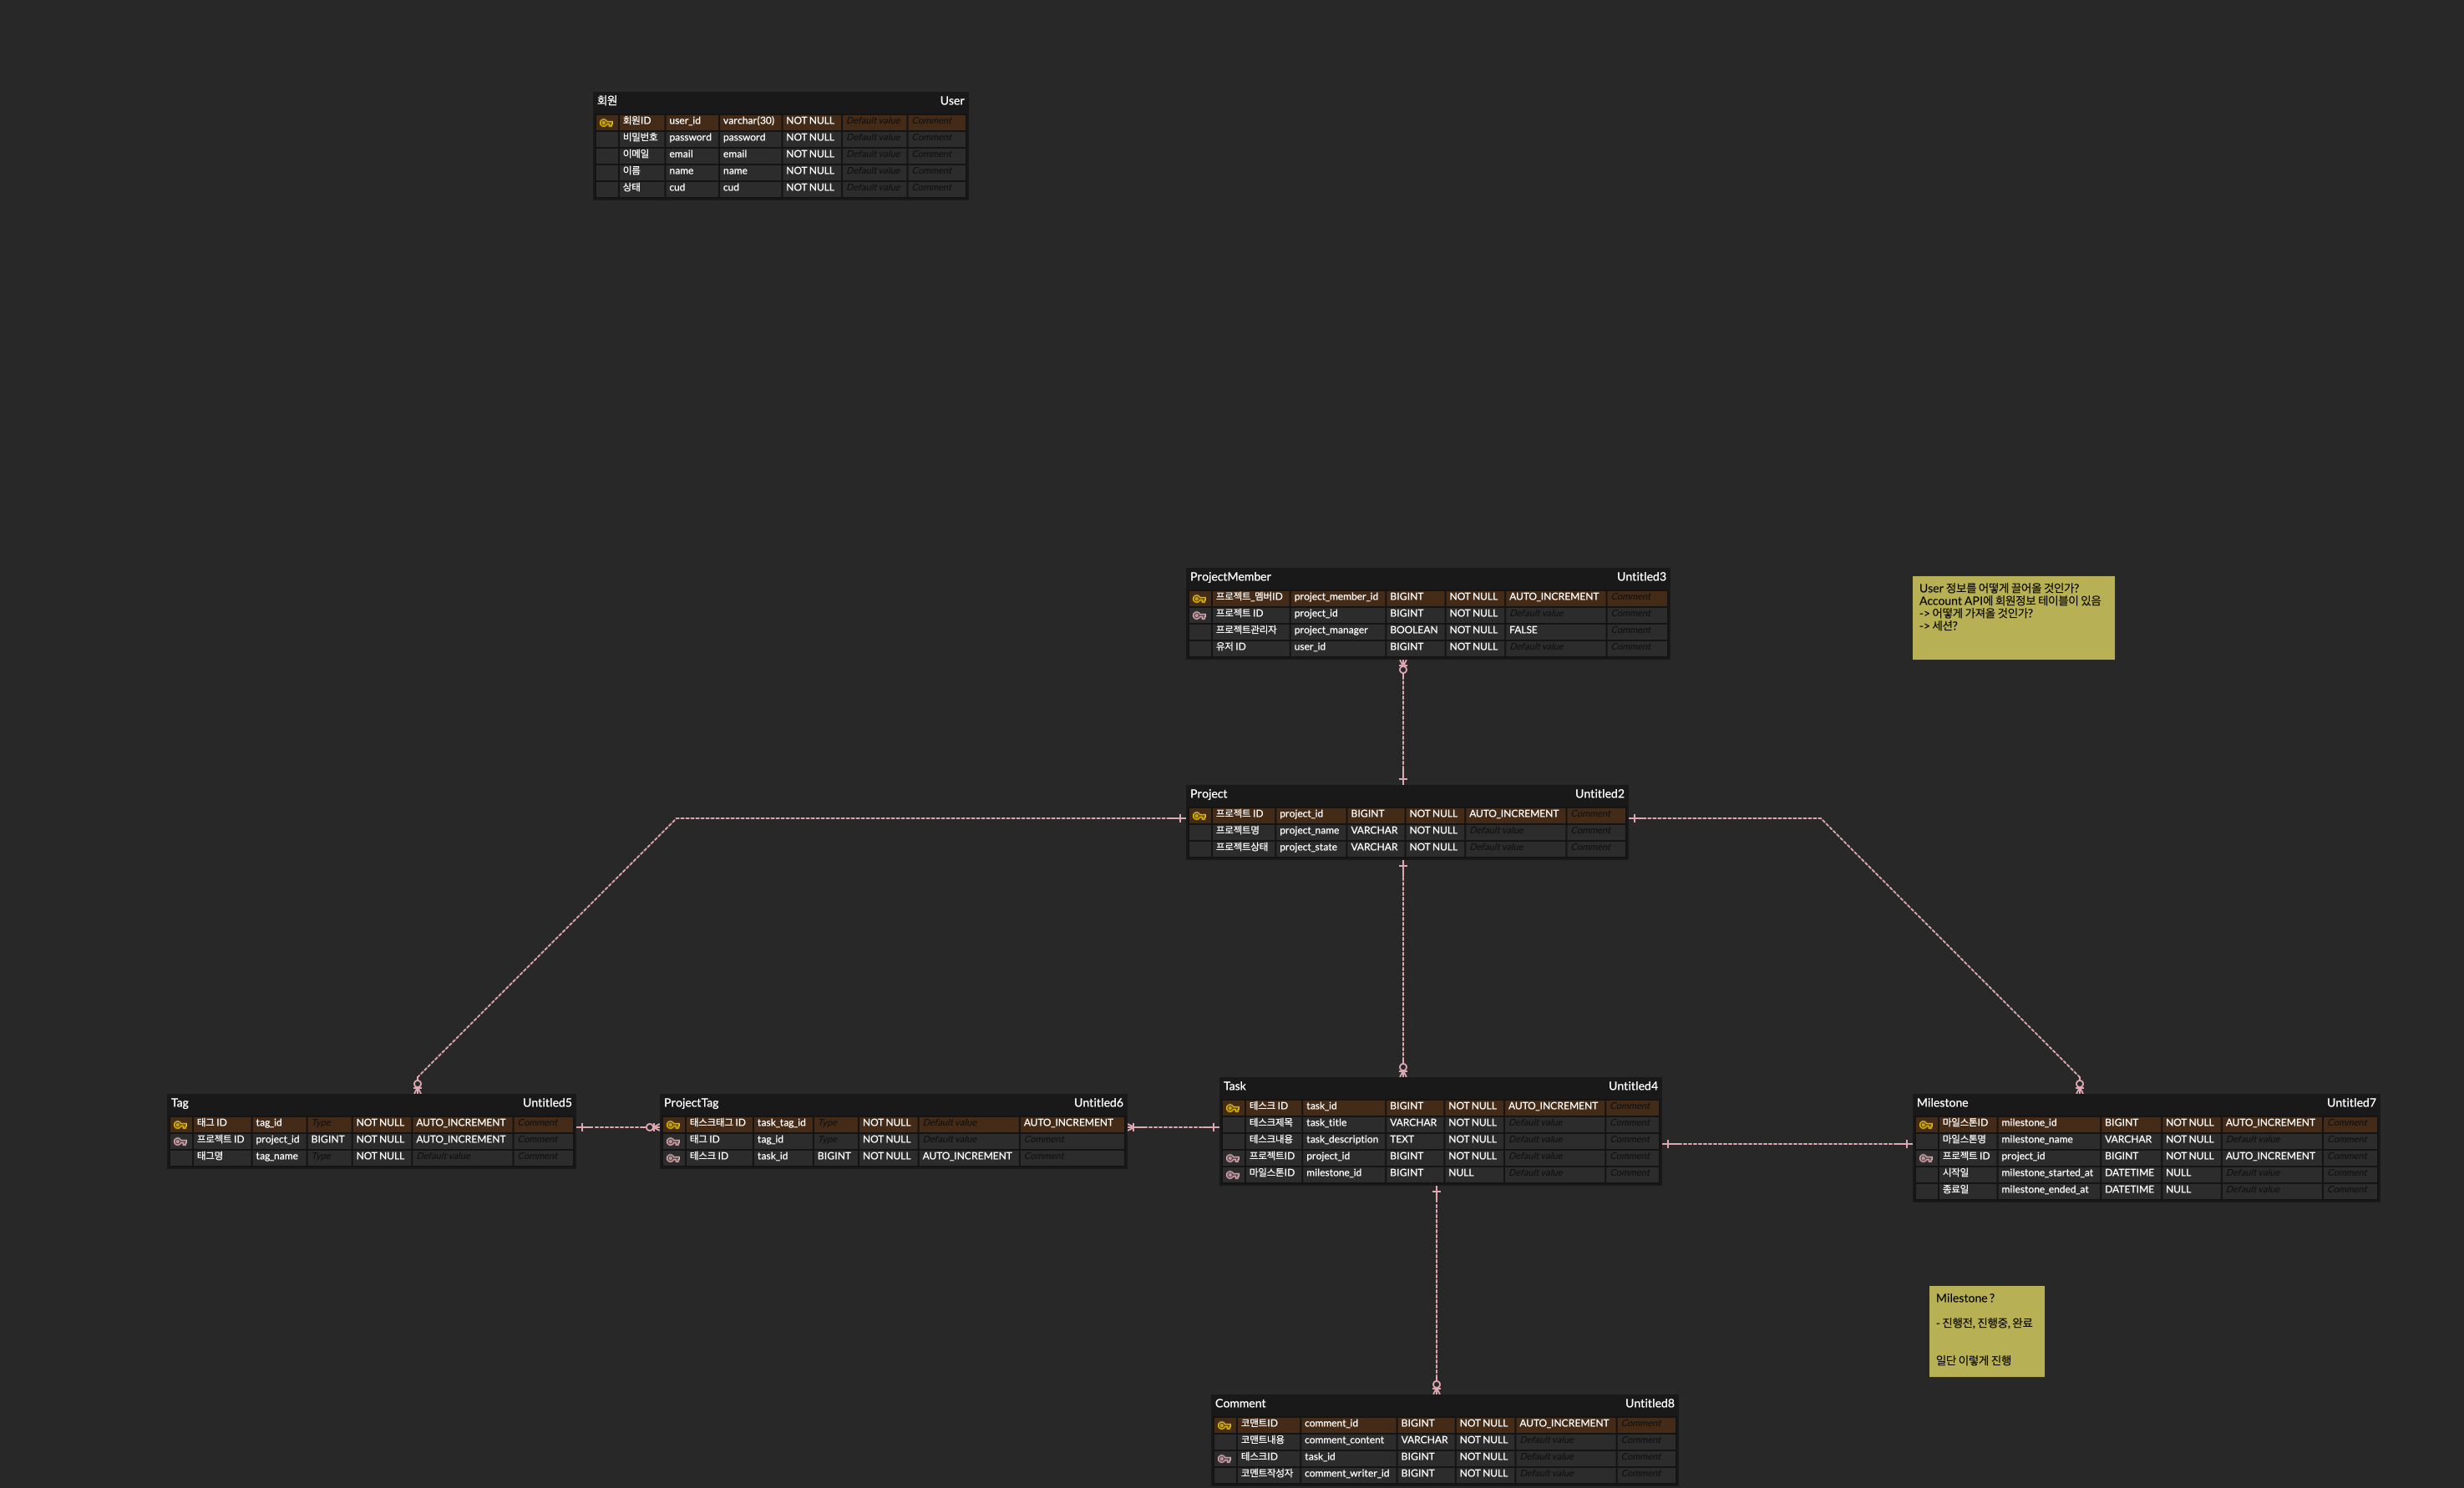 회원 User
회원ID user_id varchar(30) NOT NULL Default value Comment
비밀번호 password password NOT NULL Default value Comment
이메일 email email NOT NULL Default value Comment
이름 name name NOT NULL Default value Comment
상태 cud cud NOT NULL Default value Comment
ProjectMember Untitled3
프로젝트_멤버ID project_member_id BIGINT NOT NULL AUTO_INCREMENT Comment
프로젝트 ID project_id BIGINT NOT NULL Default value Comment
프로젝트관리자 project_manager BOOLEAN NOT NULL FALSE Comment
유저 ID user_id BIGINT NOT NULL Default value Comment
User 정보를 어떻게 끌어올 것인가?
Account API에 회원정보 테이블이 있음
-> 어떻게 가져올 것인가?
-> 세션?
Project Untitled2
프로젝트 ID project_id BIGINT NOT NULL AUTO_INCREMENT Comment
프로젝트명 project_name VARCHAR NOT NULL Default value Comment
프로젝트상태 project_state VARCHAR NOT NULL Default value Comment
Tag Untitled5
태그 ID tag_id Type NOT NULL AUTO_INCREMENT Comment
프로젝트 ID project_id BIGINT NOT NULL AUTO_INCREMENT Comment
태그명 tag_name Type NOT NULL Default value Comment
ProjectTag Untitled6
태스크태그 ID task_tag_id Type NOT NULL Default value AUTO_INCREMENT
태그 ID tag_id Type NOT NULL Default value Comment
테스크 ID task_id BIGINT NOT NULL AUTO_INCREMENT Comment
Task Untitled4
테스크 ID task_id BIGINT NOT NULL AUTO_INCREMENT Comment
테스크제목 task_title VARCHAR NOT NULL Default value Comment
테스크내용 task_description TEXT NOT NULL Default value Comment
프로젝트ID project_id BIGINT NOT NULL Default value Comment
마일스톤ID milestone_id BIGINT NULL Default value Comment
Milestone Untitled7
마일스톤ID milestone_id BIGINT NOT NULL AUTO_INCREMENT Comment
마일스톤명 milestone_name VARCHAR NOT NULL Default value Comment
프로젝트 ID project_id BIGINT NOT NULL AUTO_INCREMENT Comment
시작일 milestone_started_at DATETIME NULL Default value Comment
종료일 milestone_ended_at DATETIME NULL Default value Comment
Milestone ?
- 진행전, 진행중, 완료
일단 이렇게 진행
Comment Untitled8
코맨트ID comment_id BIGINT NOT NULL AUTO_INCREMENT Comment
코맨트내용 comment_content VARCHAR NOT NULL Default value Comment
테스크ID task_id BIGINT NOT NULL Default value Comment
코멘트작성자 comment_writer_id BIGINT NOT NULL Default value Comment